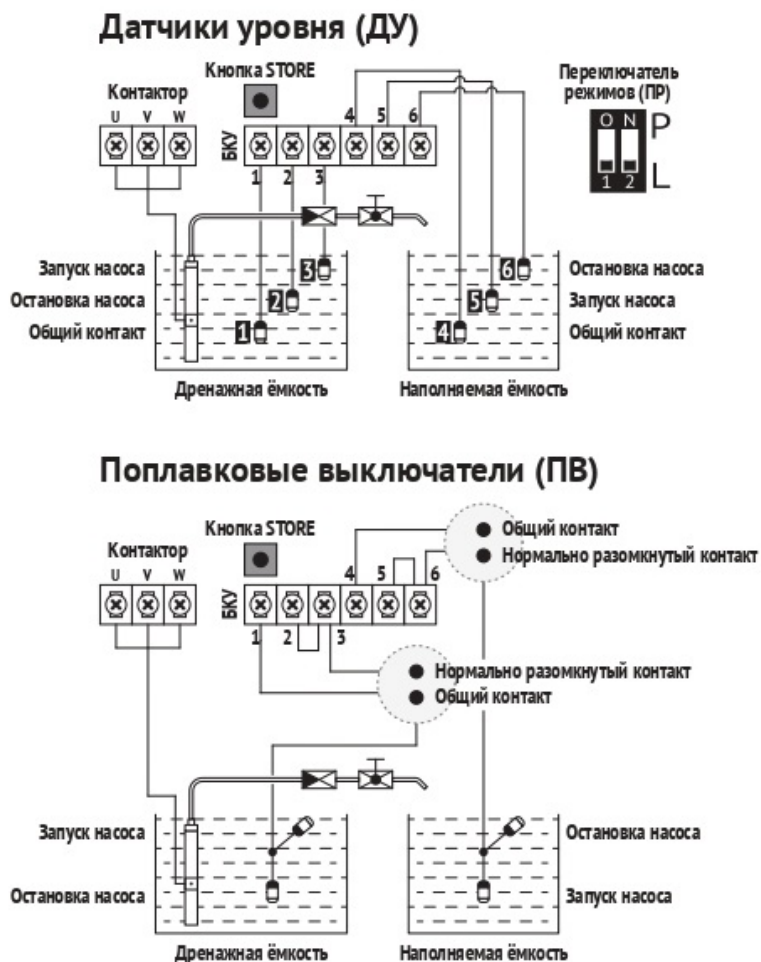 Датчики уровня (ДУ)
Кнопка STORE
Переключатель
режимов (ПР)
Контактор
U V W
БКУ
4 5 6
1 2 3
O N
P
1 2
L
Запуск насоса
Остановка насоса
Общий контакт
3
2
1
6
5
4
Остановка насоса
Запуск насоса
Общий контакт
Дренажная ёмкость
Наполняемая ёмкость
Поплавковые выключатели (ПВ)
Кнопка STORE
Общий контакт
Нормально разомкнутый контакт
Контактор
U V W
БКУ
4 5 6
1 2 3
Нормально разомкнутый контакт
Общий контакт
Запуск насоса
Остановка насоса
Остановка насоса
Запуск насоса
Дренажная ёмкость
Наполняемая ёмкость